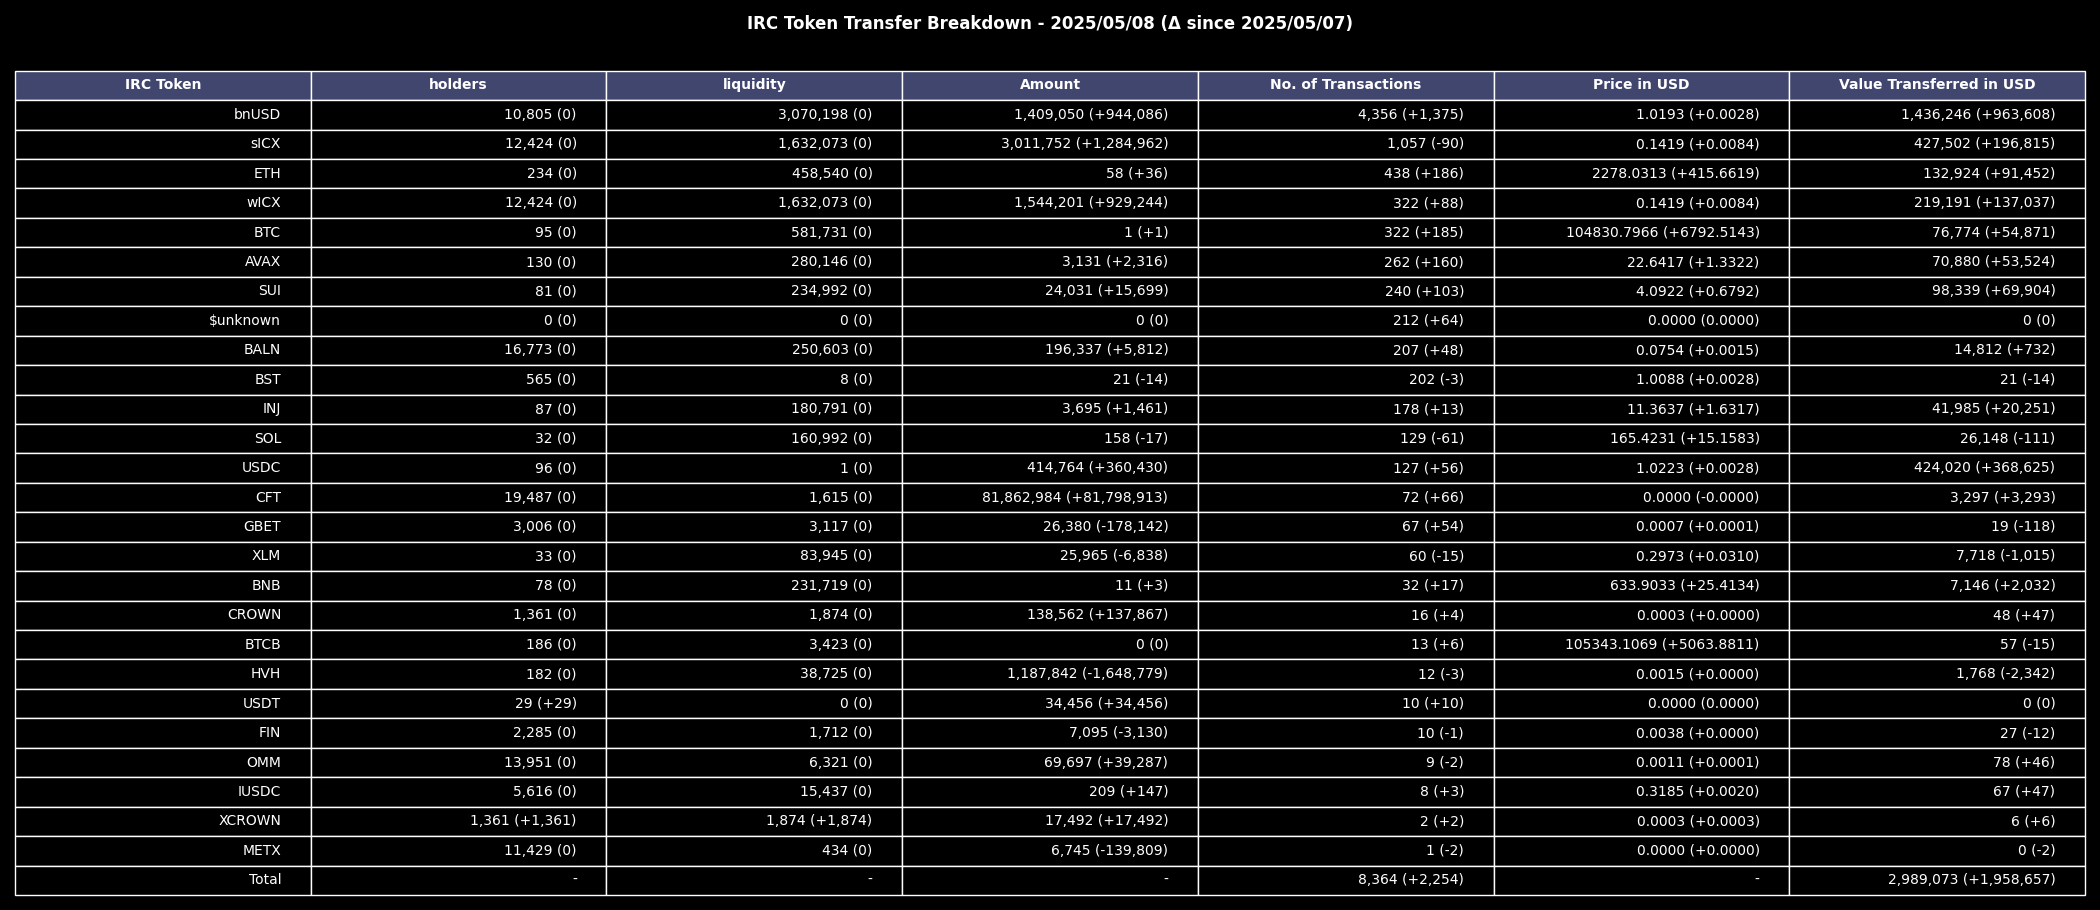 IRC Token Transfer Breakdown - 2025/05/08 (Δ since 2025/05/07)
IRC Token holders liquidity Amount No. of Transactions Price in USD Value Transferred in USD
bnUSD 10,805 (0) 3,070,198 (0) 1,409,050 (+944,086) 4,356 (+1,375) 1.0193 (+0.0028) 1,436,246 (+963,608)
sICX 12,424 (0) 1,632,073 (0) 3,011,752 (+1,284,962) 1,057 (-90) 0.1419 (+0.0084) 427,502 (+196,815)
ETH 234 (0) 458,540 (0) 58 (+36) 438 (+186) 2278.0313 (+415.6619) 132,924 (+91,452)
wICX 12,424 (0) 1,632,073 (0) 1,544,201 (+929,244) 322 (+88) 0.1419 (+0.0084) 219,191 (+137,037)
BTC 95 (0) 581,731 (0) 1 (+1) 322 (+185) 104830.7966 (+6792.5143) 76,774 (+54,871)
AVAX 130 (0) 280,146 (0) 3,131 (+2,316) 262 (+160) 22.6417 (+1.3322) 70,880 (+53,524)
SUI 81 (0) 234,992 (0) 24,031 (+15,699) 240 (+103) 4.0922 (+0.6792) 98,339 (+69,904)
$unknown 0 (0) 0 (0) 0 (0) 212 (+64) 0.0000 (0.0000) 0 (0)
BALN 16,773 (0) 250,603 (0) 196,337 (+5,812) 207 (+48) 0.0754 (+0.0015) 14,812 (+732)
BST 565 (0) 8 (0) 21 (-14) 202 (-3) 1.0088 (+0.0028) 21 (-14)
INJ 87 (0) 180,791 (0) 3,695 (+1,461) 178 (+13) 11.3637 (+1.6317) 41,985 (+20,251)
SOL 32 (0) 160,992 (0) 158 (-17) 129 (-61) 165.4231 (+15.1583) 26,148 (-111)
USDC 96 (0) 1 (0) 414,764 (+360,430) 127 (+56) 1.0223 (+0.0028) 424,020 (+368,625)
CFT 19,487 (0) 1,615 (0) 81,862,984 (+81,798,913) 72 (+66) 0.0000 (-0.0000) 3,297 (+3,293)
GBET 3,006 (0) 3,117 (0) 26,380 (-178,142) 67 (+54) 0.0007 (+0.0001) 19 (-118)
XLM 33 (0) 83,945 (0) 25,965 (-6,838) 60 (-15) 0.2973 (+0.0310) 7,718 (-1,015)
BNB 78 (0) 231,719 (0) 11 (+3) 32 (+17) 633.9033 (+25.4134) 7,146 (+2,032)
CROWN 1,361 (0) 1,874 (0) 138,562 (+137,867) 16 (+4) 0.0003 (+0.0000) 48 (+47)
BTCB 186 (0) 3,423 (0) 0 (0) 13 (+6) 105343.1069 (+5063.8811) 57 (-15)
HVH 182 (0) 38,725 (0) 1,187,842 (-1,648,779) 12 (-3) 0.0015 (+0.0000) 1,768 (-2,342)
USDT 29 (+29) 0 (0) 34,456 (+34,456) 10 (+10) 0.0000 (0.0000) 0 (0)
FIN 2,285 (0) 1,712 (0) 7,095 (-3,130) 10 (-1) 0.0038 (+0.0000) 27 (-12)
OMM 13,951 (0) 6,321 (0) 69,697 (+39,287) 9 (-2) 0.0011 (+0.0001) 78 (+46)
IUSDC 5,616 (0) 15,437 (0) 209 (+147) 8 (+3) 0.3185 (+0.0020) 67 (+47)
XCROWN 1,361 (+1,361) 1,874 (+1,874) 17,492 (+17,492) 2 (+2) 0.0003 (+0.0003) 6 (+6)
METX 11,429 (0) 434 (0) 6,745 (-139,809) 1 (-2) 0.0000 (+0.0000) 0 (-2)
Total - - - 8,364 (+2,254) - 2,989,073 (+1,958,657)